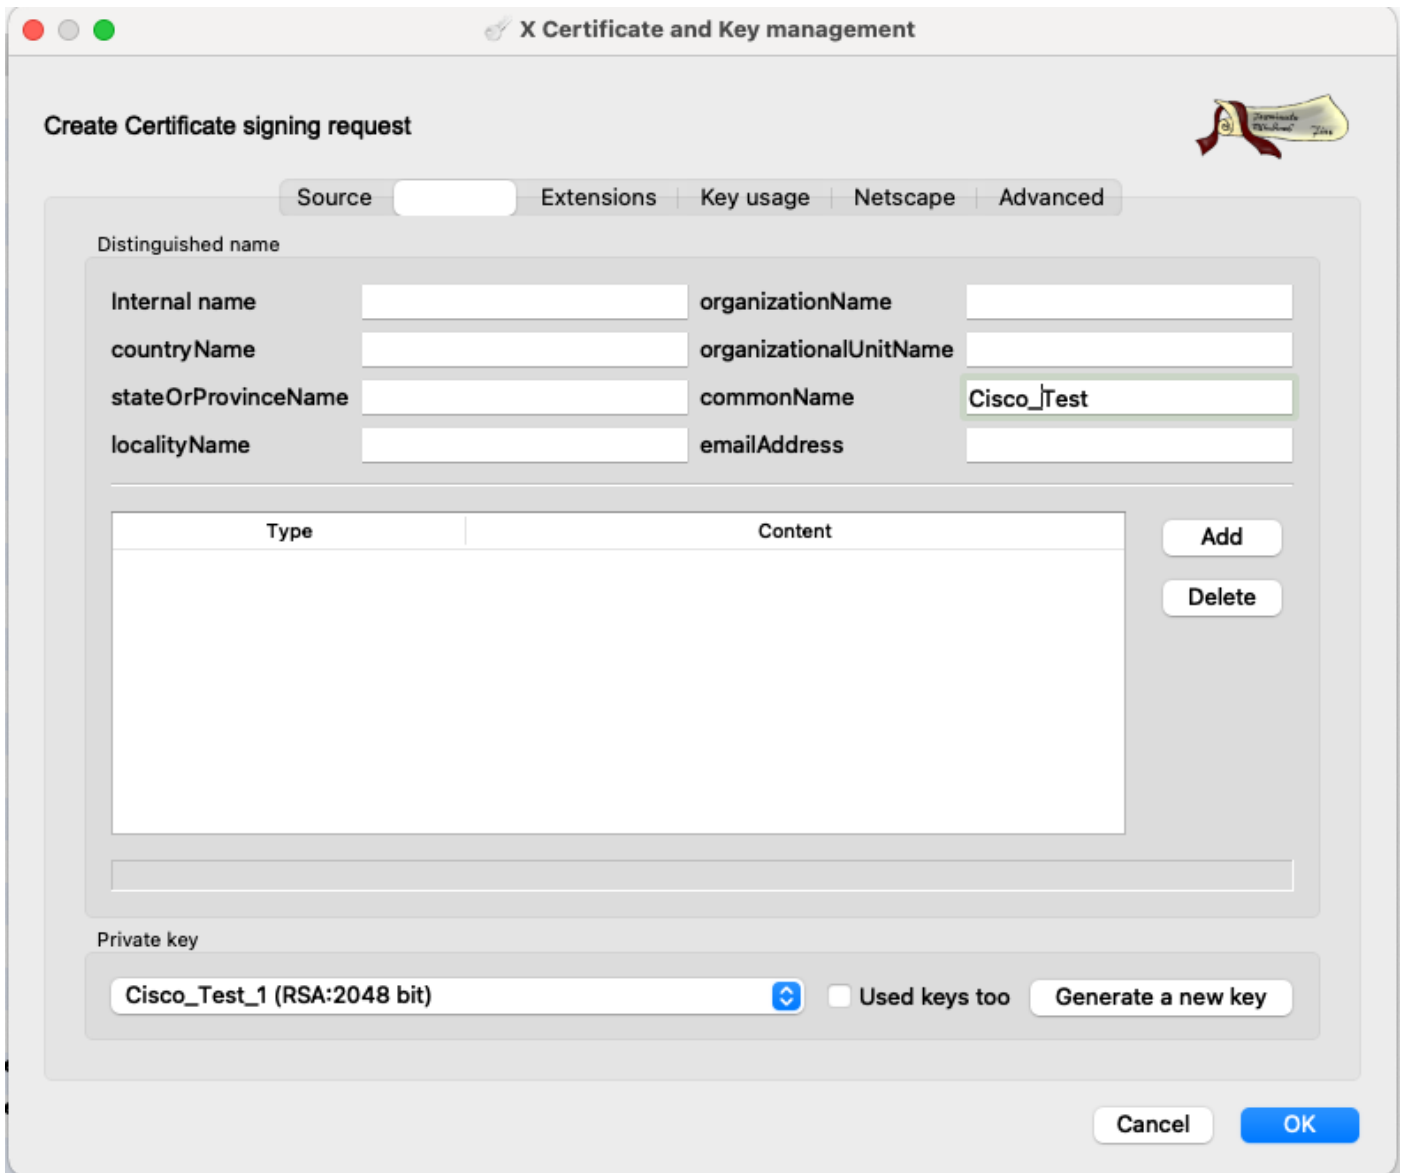 X Certificate and Key management
Create Certificate signing request
Source Extensions Key usage Netscape Advanced
Distinguished name
Internal name organizationName
countryName organizationalUnitName
stateOrProvinceName commonName Cisco_Test
localityName emailAddress
Type Content Add
Delete
Private key
Cisco_Test_1 (RSA:2048 bit) Used keys too Generate a new key
Cancel OK